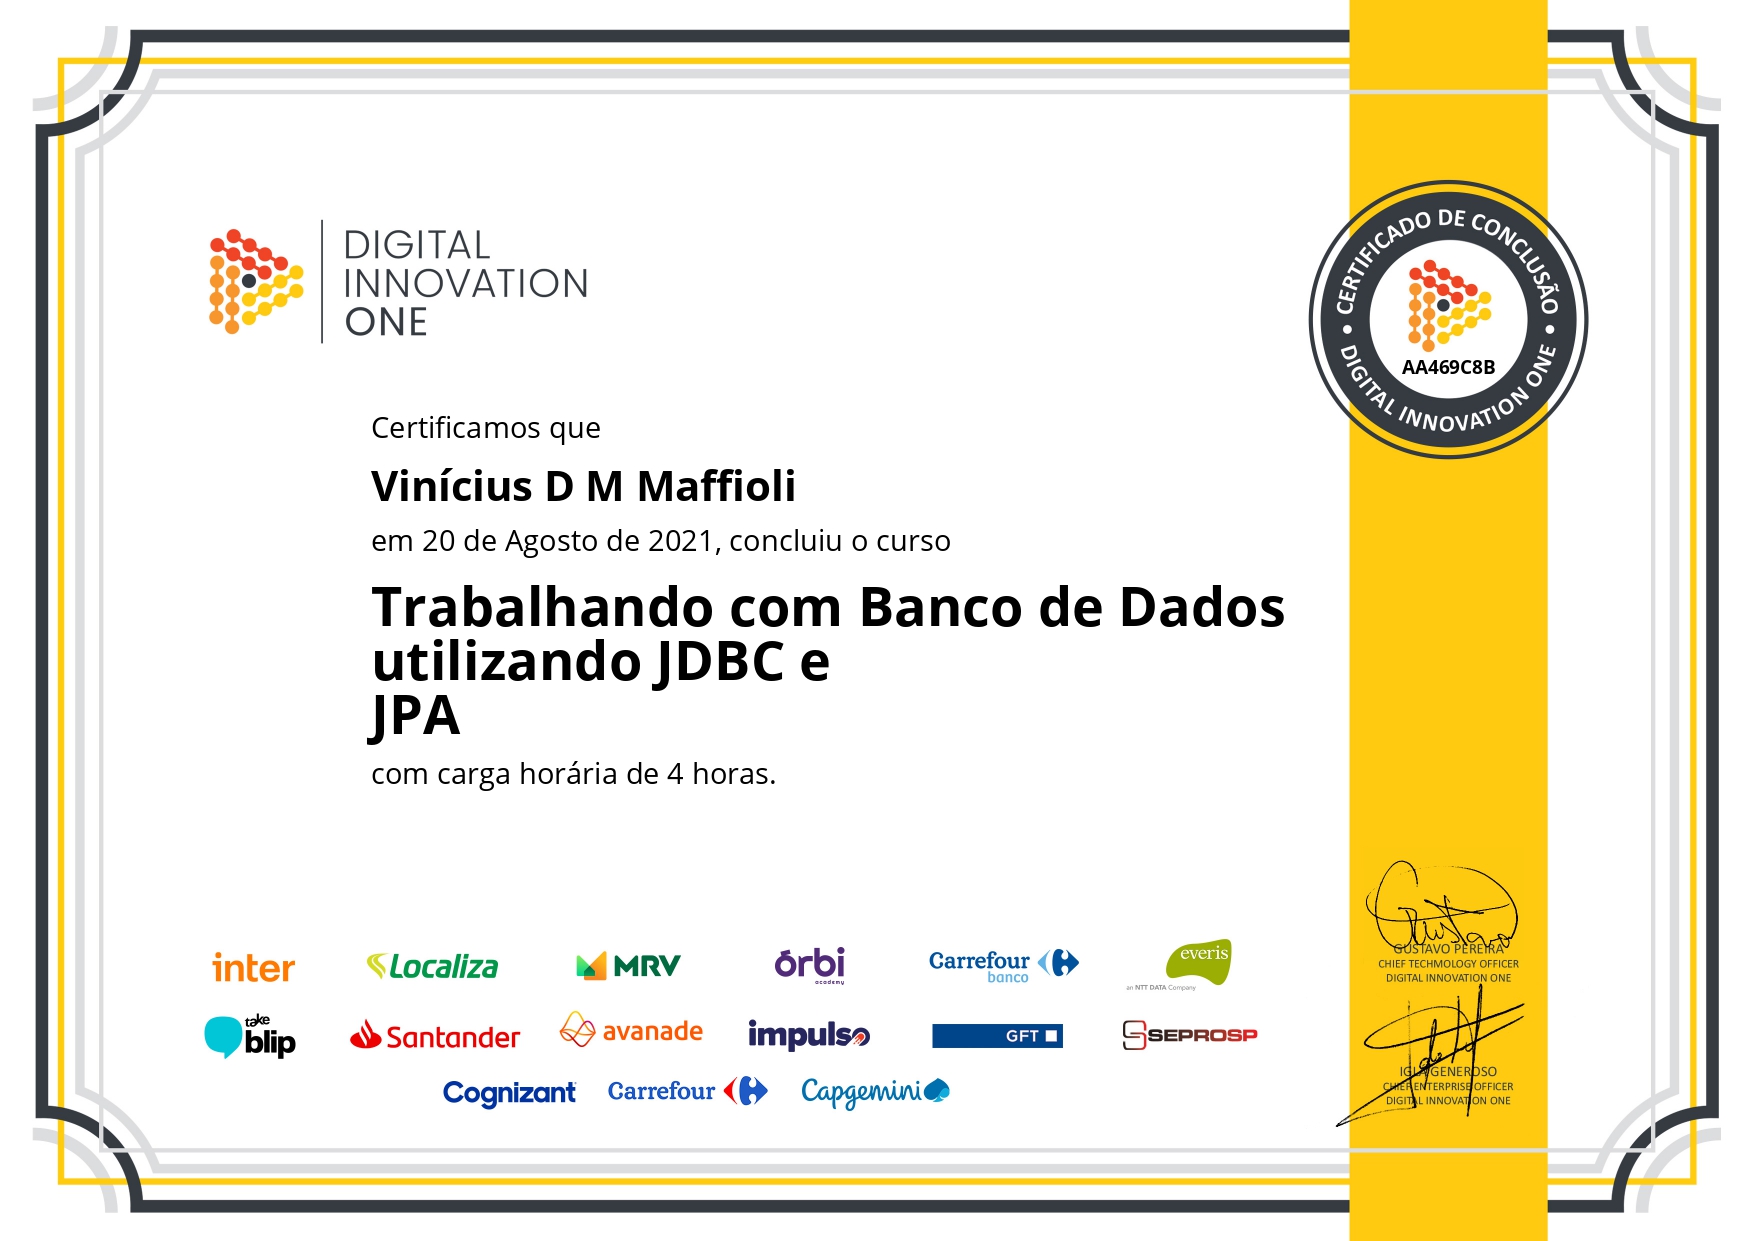 DIGITAL
INNOVATION
ONE
CERTIFICADO DE CONCLUSÃO
AA469C8B
DIGITAL INNOVATION ONE
Certificamos que
Vinícius D M Maffioli
em 20 de Agosto de 2021, concluiu o curso
Trabalhando com Banco de Dados
utilizando JDBC e
JPA
com carga horária de 4 horas.
inter
Localiza
MRV
órbi
academy
Carrefour
banco
everis
an NTT DATA Company
take
blip
Santander
avanade
impulso
GFT
SEPROSP
Cognizant
Carrefour
Capgemini
Gustavo
GUSTAVO PEREIRA
CHIEF TECHMOLOGY OFFICER
DIGITAL INNOVATION ONE
IGLÁ GENEROSO
CHIEF ENTERPRISE OFFICER
DIGITAL INNOVATION ONE